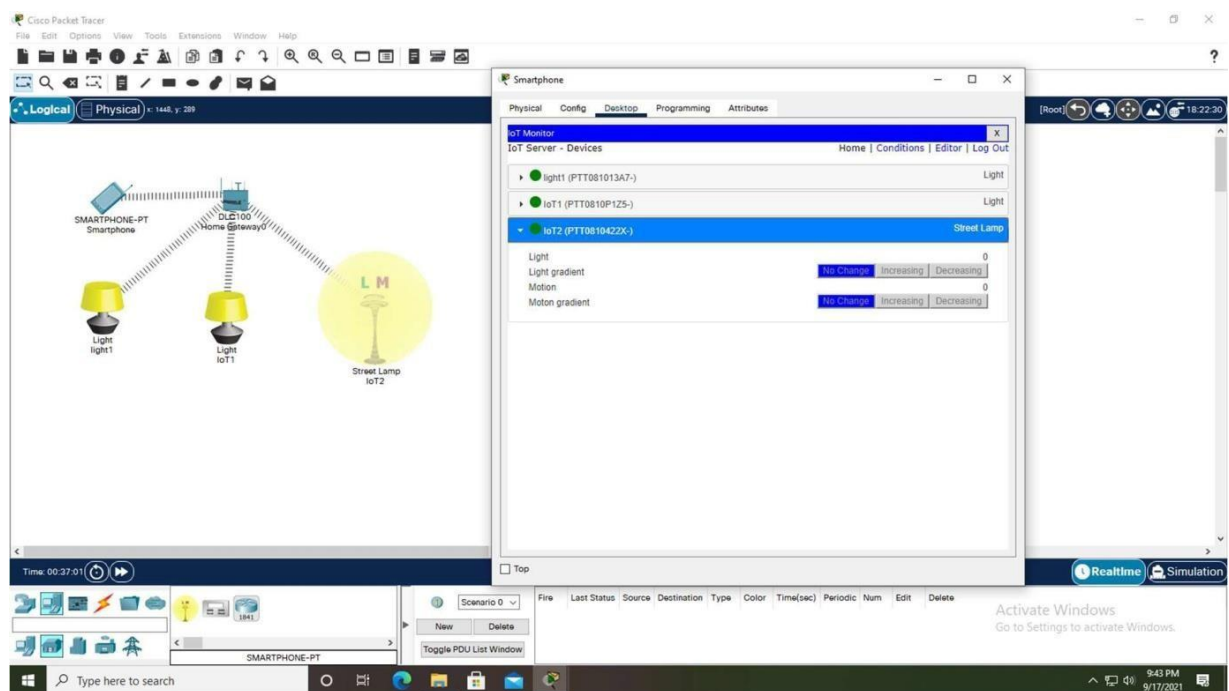 Cisco Packet Tracer
File Edit Options View Tools Extensions Window Help
?
Logical Physical x: 1448, y: 289
[Root] 18:22:30
SMARTPHONE-PT
Smartphone
DLC100
Home Gateway0
Light
light1
Light
IoT1
L M
Street Lamp
IoT2
Smartphone
Physical Config Desktop Programming Attributes
IoT Monitor X
IoT Server - Devices Home | Conditions | Editor | Log Out
light1 (PTT081013A7-) Light
IoT1 (PTT0810P1Z5-) Light
IoT2 (PTT0810422X-) Street Lamp
Light 0
Light gradient No Change Increasing Decreasing
Motion 0
Moton gradient No Change Increasing Decreasing
Top
Time: 00:37:01
Realtime Simulation
1841
SMARTPHONE-PT
Scenario 0
New Delete
Toggle PDU List Window
Fire Last Status Source Destination Type Color Time(sec) Periodic Num Edit Delete
Activate Windows
Go to Settings to activate Windows.
Type here to search
9:43 PM
9/17/2021